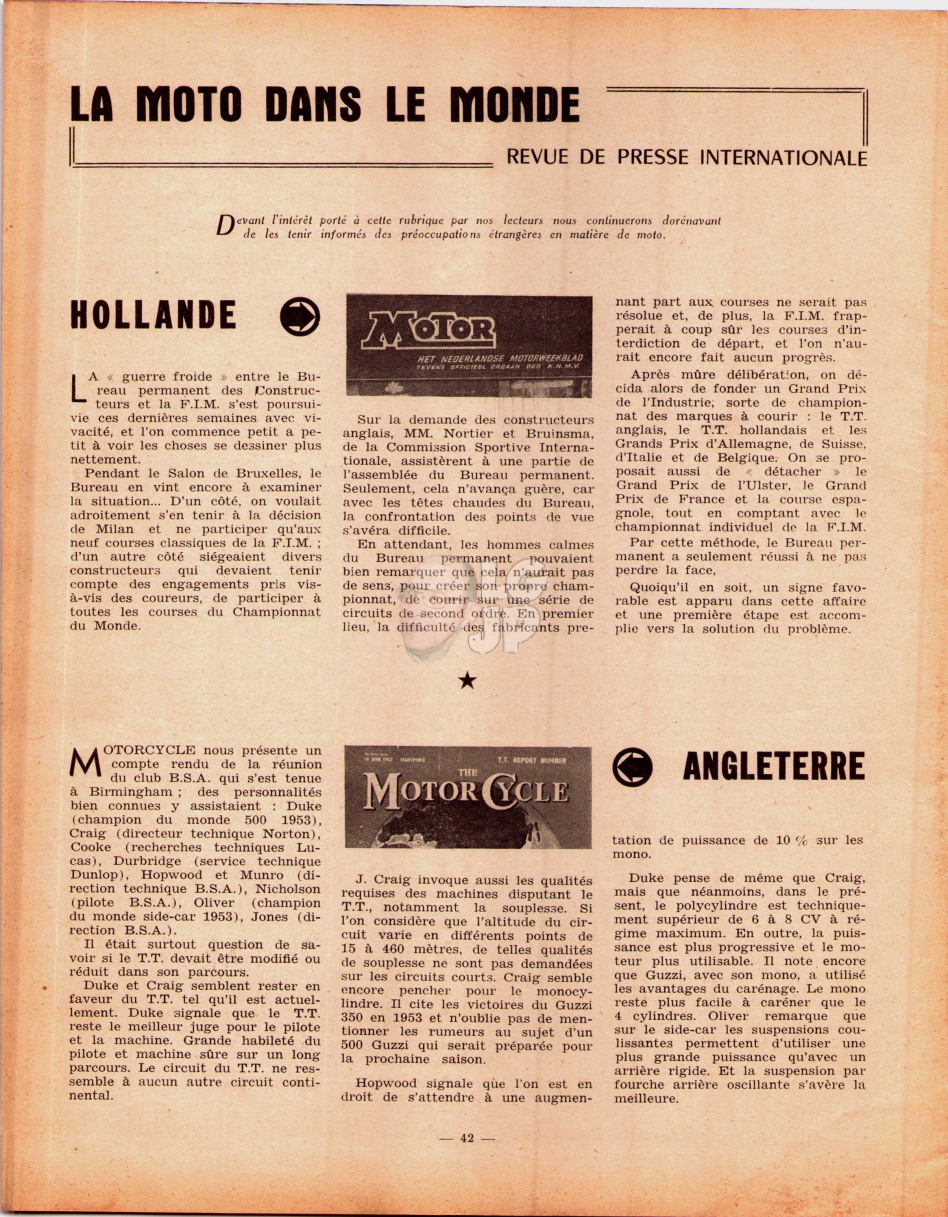 LA MOTO DANS LE MONDE
REVUE DE PRESSE INTERNATIONALE
Devant l'intérêt porté à cette rubrique par nos lecteurs nous continuerons dorénavant
de les tenir informés des préoccupations étrangères en matière de moto.
HOLLANDE
LA « guerre froide » entre le Bu-
reau permanent des Construc-
teurs et la F.I.M. s'est poursui-
vie ces dernières semaines avec vi-
vacité, et l'on commence petit à pe-
tit à voir les choses se dessiner plus
nettement.
Pendant le Salon de Bruxelles, le
Bureau en vint encore à examiner
la situation... D'un côté, on voulait
adroitement s'en tenir à la décision
de Milan et ne participer qu'aux
neuf courses classiques de la F.I.M. ;
d'un autre côté siégeaient divers
constructeurs qui devaient tenir
compte des engagements pris vis-
à-vis des coureurs, de participer à
toutes les courses du Championnat
du Monde.
MOTOR
HET NEDERLANDSE MOTORWEEKBLAD
TEVENS OFFICIEEL ORGAAN DER K.N.M.V.
Sur la demande des constructeurs
anglais, MM. Nortier et Bruinsma,
de la Commission Sportive Interna-
tionale, assistèrent à une partie de
l'assemblée du Bureau permanent.
Seulement, cela n'avança guère, car
avec les têtes chaudes du Bureau,
la confrontation des points de vue
s'avéra difficile.
En attendant, les hommes calmes
du Bureau permanent pouvaient
bien remarquer que cela n'aurait pas
de sens, pour créer son propre cham-
pionnat, de courir sur une série de
circuits de second ordre. En premier
lieu, la difficulté des fabricants pre-
nant part aux courses ne serait pas
résolue et, de plus, la F.I.M. frap-
perait à coup sûr les courses d'in-
terdiction de départ, et l'on n'au-
rait encore fait aucun progrès.
Après mûre délibération, on dé-
cida alors de fonder un Grand Prix
de l'Industrie, sorte de champion-
nat des marques à courir : le T.T.
anglais, le T.T. hollandais et les
Grands Prix d'Allemagne, de Suisse,
d'Italie et de Belgique. On se pro-
posait aussi de « détacher » le
Grand Prix de l'Ulster, le Grand
Prix de France et la course espa-
gnole, tout en comptant avec le
championnat individuel de la F.I.M.
Par cette méthode, le Bureau per-
manent a seulement réussi à ne pas
perdre la face,
Quoiqu'il en soit, un signe favo-
rable est apparu dans cette affaire
et une première étape est accom-
plie vers la solution du problème.
JPB
MOTORCYCLE nous présente un
compte rendu de la réunion
du club B.S.A. qui s'est tenue
à Birmingham ; des personnalités
bien connues y assistaient : Duke
(champion du monde 500 1953),
Craig (directeur technique Norton),
Cooke (recherches techniques Lu-
cas), Durbridge (service technique
Dunlop), Hopwood et Munro (di-
rection technique B.S.A.), Nicholson
(pilote B.S.A.), Oliver (champion
du monde side-car 1953), Jones (di-
rection B.S.A.).
Il était surtout question de sa-
voir si le T.T. devait être modifié ou
réduit dans son parcours.
Duke et Craig semblent rester en
faveur du T.T. tel qu'il est actuel-
lement. Duke signale que le T.T.
reste le meilleur juge pour le pilote
et la machine. Grande habileté du
pilote et machine sûre sur un long
parcours. Le circuit du T.T. ne res-
semble à aucun autre circuit conti-
nental.
T.T. REPORT NUMBER
THE
MOTOR CYCLE
J. Craig invoque aussi les qualités
requises des machines disputant le
T.T., notamment la souplesse. Si
l'on considère que l'altitude du cir-
cuit varie en différents points de
15 à 460 mètres, de telles qualités
de souplesse ne sont pas demandées
sur les circuits courts. Craig semble
encore pencher pour le monocy-
lindre. Il cite les victoires du Guzzi
350 en 1953 et n'oublie pas de men-
tionner les rumeurs au sujet d'un
500 Guzzi qui serait préparée pour
la prochaine saison.
Hopwood signale que l'on est en
droit de s'attendre à une augmen-
ANGLETERRE
tation de puissance de 10 % sur les
mono.
Duke pense de même que Craig,
mais que néanmoins, dans le pré-
sent, le polycylindre est technique-
ment supérieur de 6 à 8 CV à ré-
gime maximum. En outre, la puis-
sance est plus progressive et le mo-
teur plus utilisable. Il note encore
que Guzzi, avec son mono, a utilisé
les avantages du carénage. Le mono
reste plus facile à caréner que le
4 cylindres. Oliver remarque que
sur le side-car les suspensions cou-
lissantes permettent d'utiliser une
plus grande puissance qu'avec un
arrière rigide. Et la suspension par
fourche arrière oscillante s'avère la
meilleure.
— 42 —